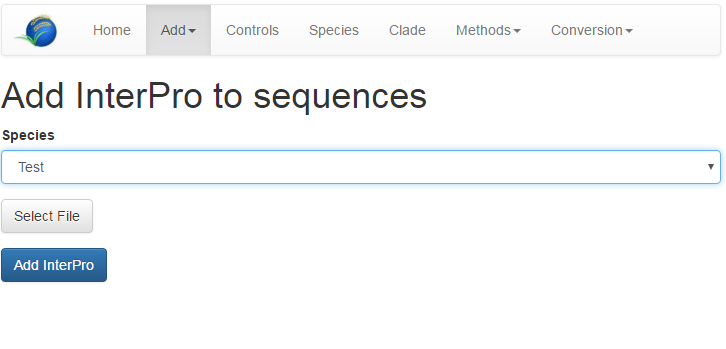 Home Add Controls Species Clade Methods Conversion
Add InterPro to sequences
Species
Test
Select File
Add InterPro